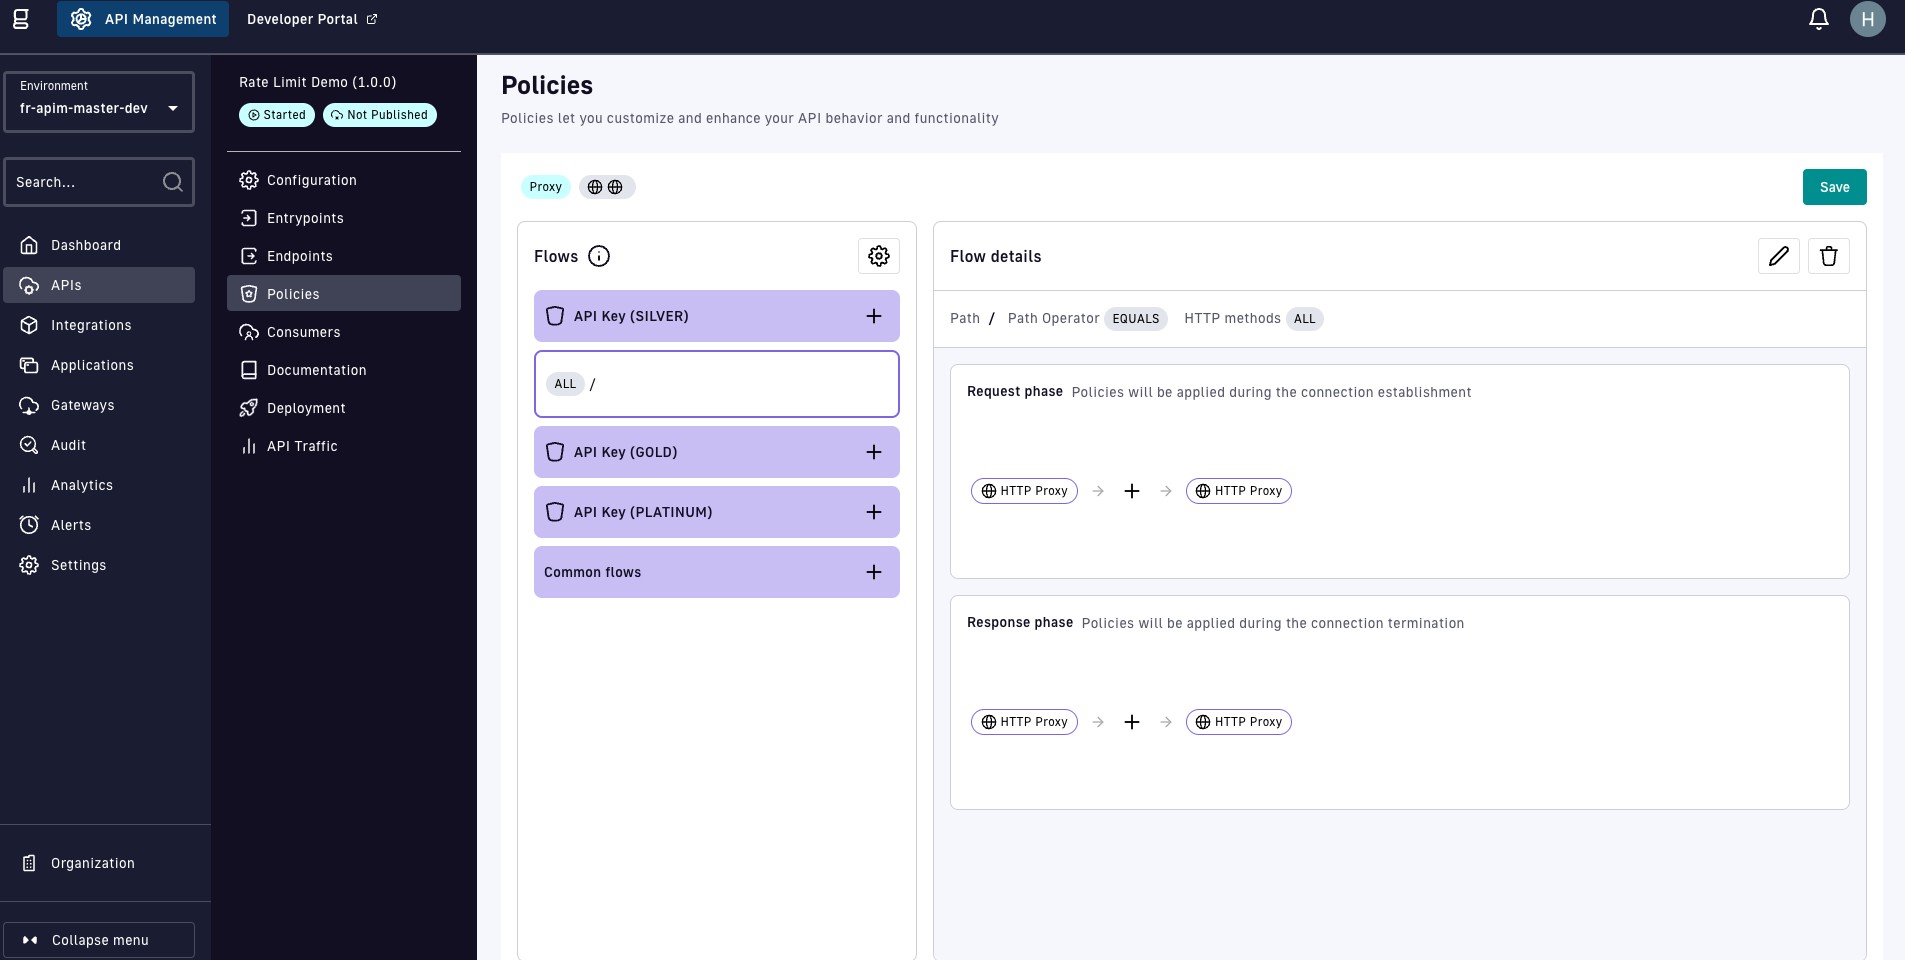 API Management
Developer Portal
H
Environment
fr-apim-master-dev
Search...
Dashboard
APIs
Integrations
Applications
Gateways
Audit
Analytics
Alerts
Settings
Organization
Collapse menu
Rate Limit Demo (1.0.0)
Started
Not Published
Configuration
Entrypoints
Endpoints
Policies
Consumers
Documentation
Deployment
API Traffic
Policies
Policies let you customize and enhance your API behavior and functionality
Proxy
Save
Flows
API Key (SILVER)
ALL /
API Key (GOLD)
API Key (PLATINUM)
Common flows
Flow details
Path / Path Operator EQUALS HTTP methods ALL
Request phase Policies will be applied during the connection establishment
HTTP Proxy HTTP Proxy
Response phase Policies will be applied during the connection termination
HTTP Proxy HTTP Proxy